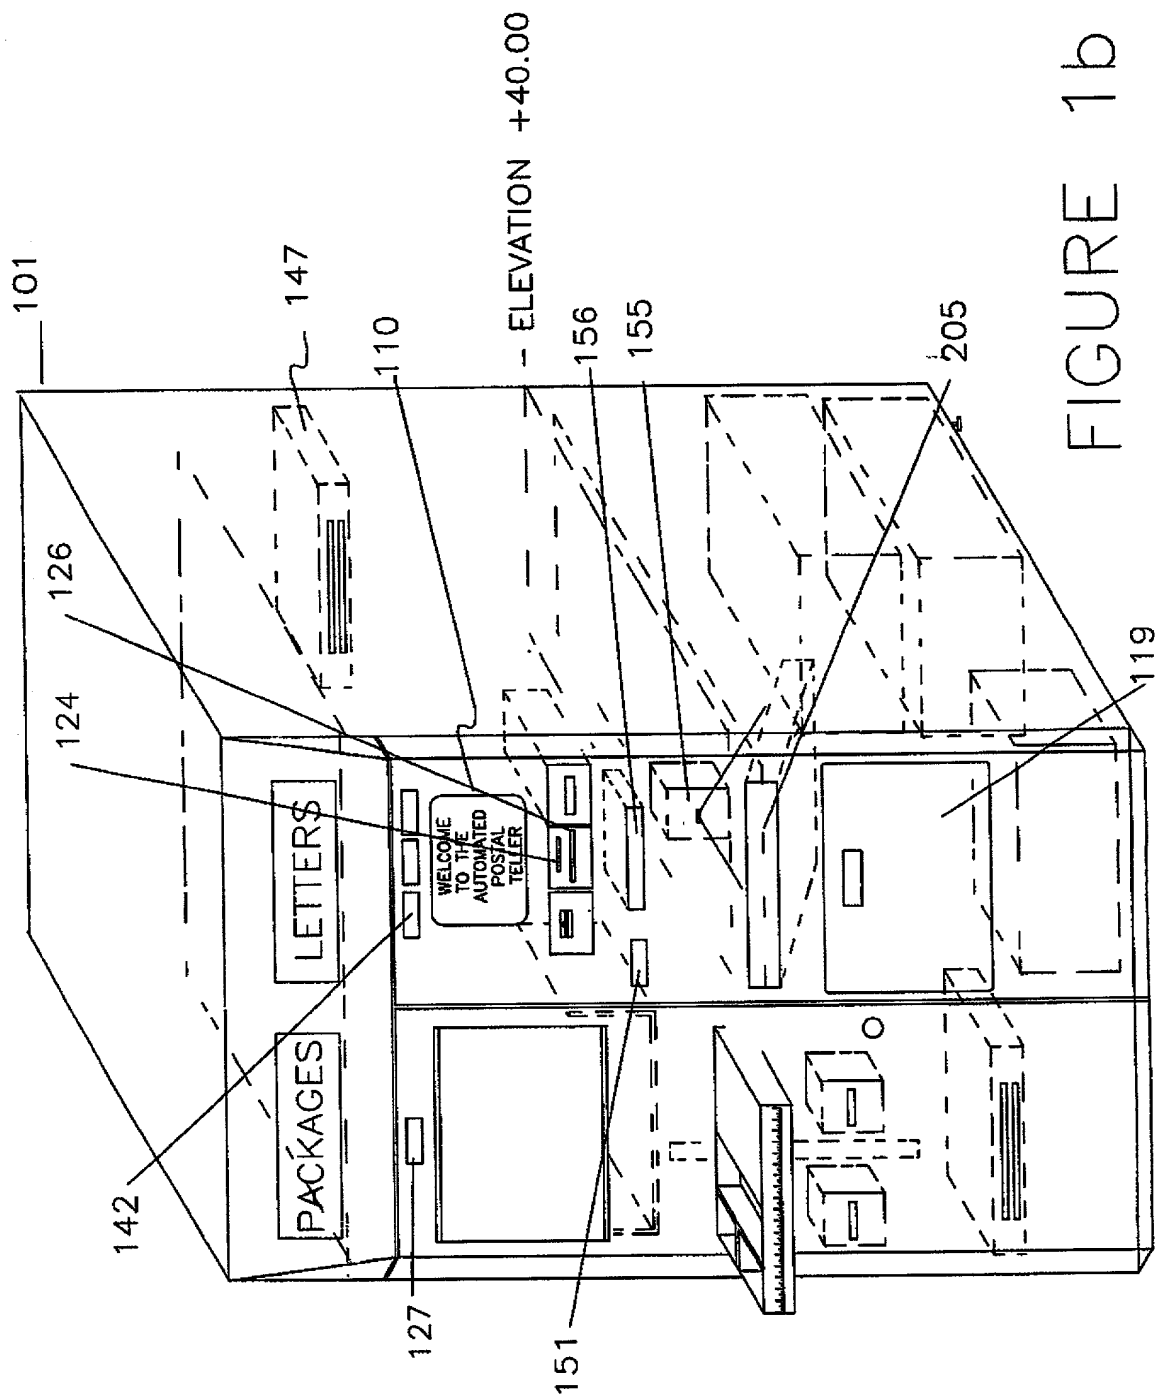 101
147
110
- ELEVATION +40.00
156
155
205
126
124
119
142
127
151
PACKAGES
LETTERS
WELCOME
TO THE
AUTOMATED
POSTAL
TELLER
FIGURE 1b